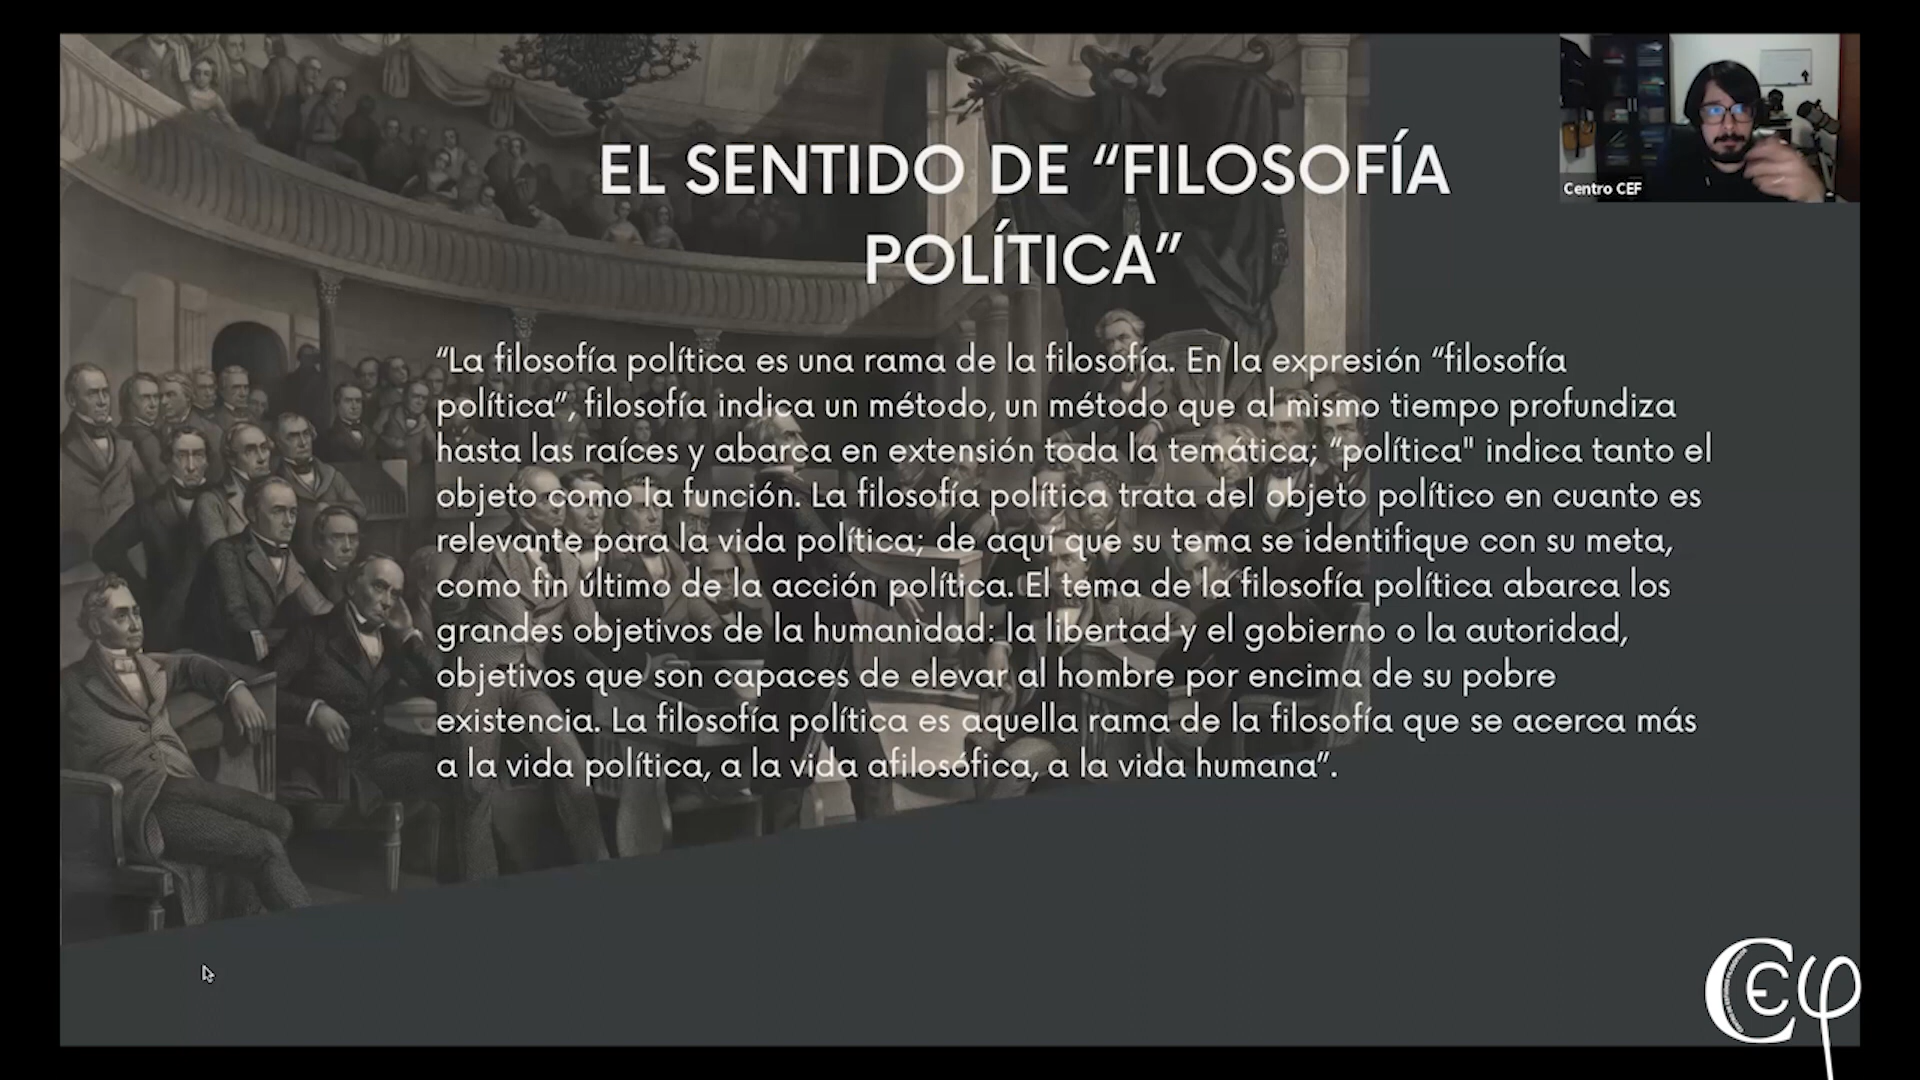 EL SENTIDO DE “FILOSOFÍA
POLÍTICA”
Centro CEF
“La filosofía política es una rama de la filosofía. En la expresión “filosofía
política”, filosofía indica un método, un método que al mismo tiempo profundiza
hasta las raíces y abarca en extensión toda la temática; “política" indica tanto el
objeto como la función. La filosofía política trata del objeto político en cuanto es
relevante para la vida política; de aquí que su tema se identifique con su meta,
como fin último de la acción política. El tema de la filosofía política abarca los
grandes objetivos de la humanidad: la libertad y el gobierno o la autoridad,
objetivos que son capaces de elevar al hombre por encima de su pobre
existencia. La filosofía política es aquella rama de la filosofía que se acerca más
a la vida política, a la vida afilosófica, a la vida humana”.
CEφ